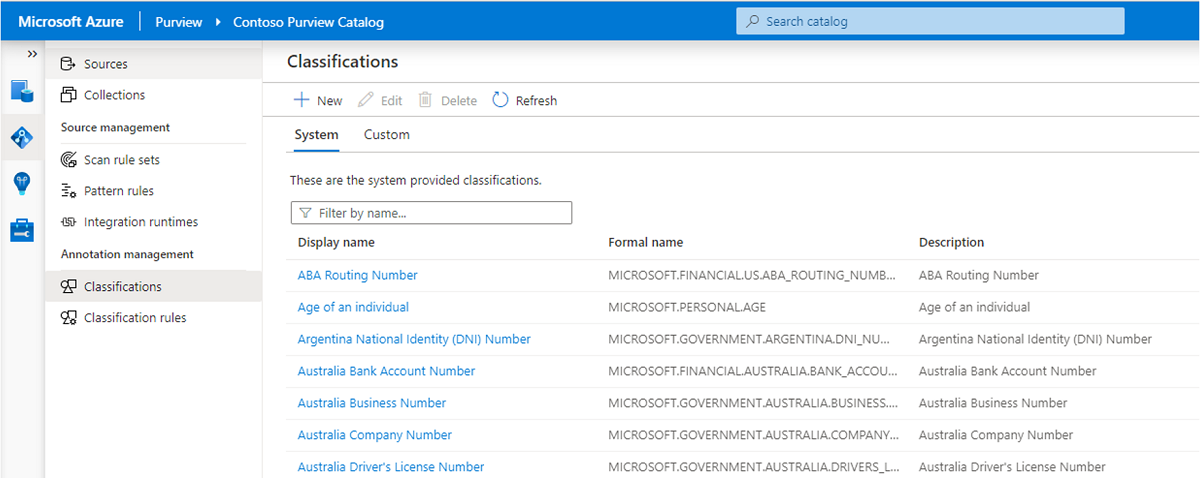 Microsoft Azure Purview Contoso Purview Catalog Search catalog
Sources
Collections
Source management
Scan rule sets
Pattern rules
Integration runtimes
Annotation management
Classifications
Classification rules
Classifications
New Edit Delete Refresh
System Custom
These are the system provided classifications.
Filter by name...
Display name Formal name Description
ABA Routing Number MICROSOFT.FINANCIAL.US.ABA_ROUTING_NUMB... ABA Routing Number
Age of an individual MICROSOFT.PERSONAL.AGE Age of an individual
Argentina National Identity (DNI) Number MICROSOFT.GOVERNMENT.ARGENTINA.DNI_NU... Argentina National Identity (DNI) Number
Australia Bank Account Number MICROSOFT.FINANCIAL.AUSTRALIA.BANK_ACCOU... Australia Bank Account Number
Australia Business Number MICROSOFT.GOVERNMENT.AUSTRALIA.BUSINESS.... Australia Business Number
Australia Company Number MICROSOFT.GOVERNMENT.AUSTRALIA.COMPANY... Australia Company Number
Australia Driver's License Number MICROSOFT.GOVERNMENT.AUSTRALIA.DRIVERS_L... Australia Driver's License Number